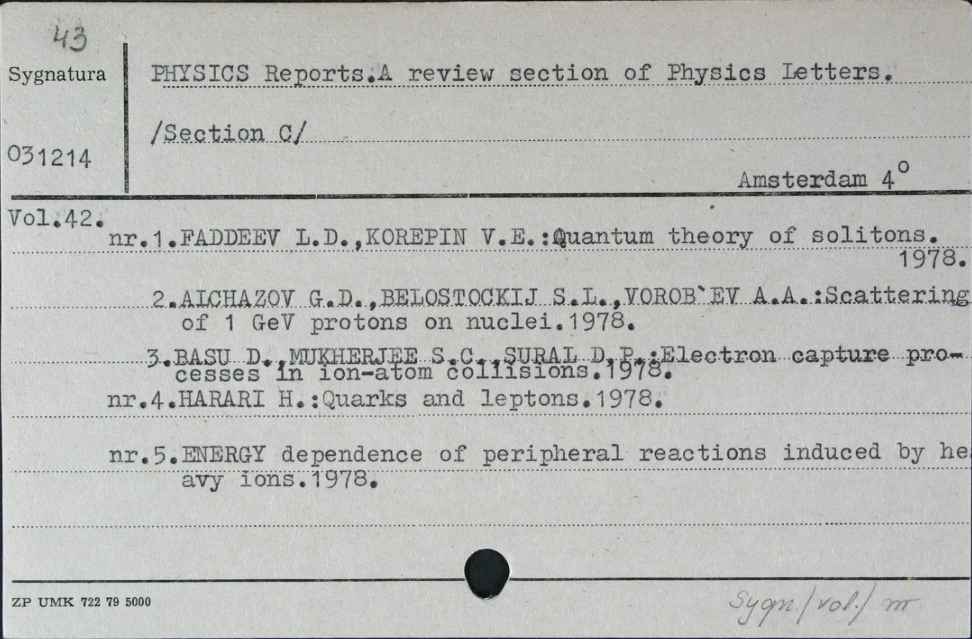 43
Sygnatura
PHYSICS Reports.A review section of Physics Letters.
/Section C/
031214
Amsterdam 4º
Vol.42.
nr.1.FADDEEV L.D.,KOREPIN V.E.:Quantum theory of solitons.
1978.
2.AICHAZOV G.D.,BELOSTOCKIJ S.L.,VOROB`EV A.A.:Scattering
of 1 GeV protons on nuclei.1978.
3.BASU D.,MUKHERJEE S.C.,SURAL D.P.:Electron capture pro-
cesses in ion-atom collisions.1978.
nr.4.HARARI H.:Quarks and leptons.1978.
nr.5.ENERGY dependence of peripheral reactions induced by he
avy ions.1978.
ZP UMK 722 79 5000
Sygn./vol./ nr